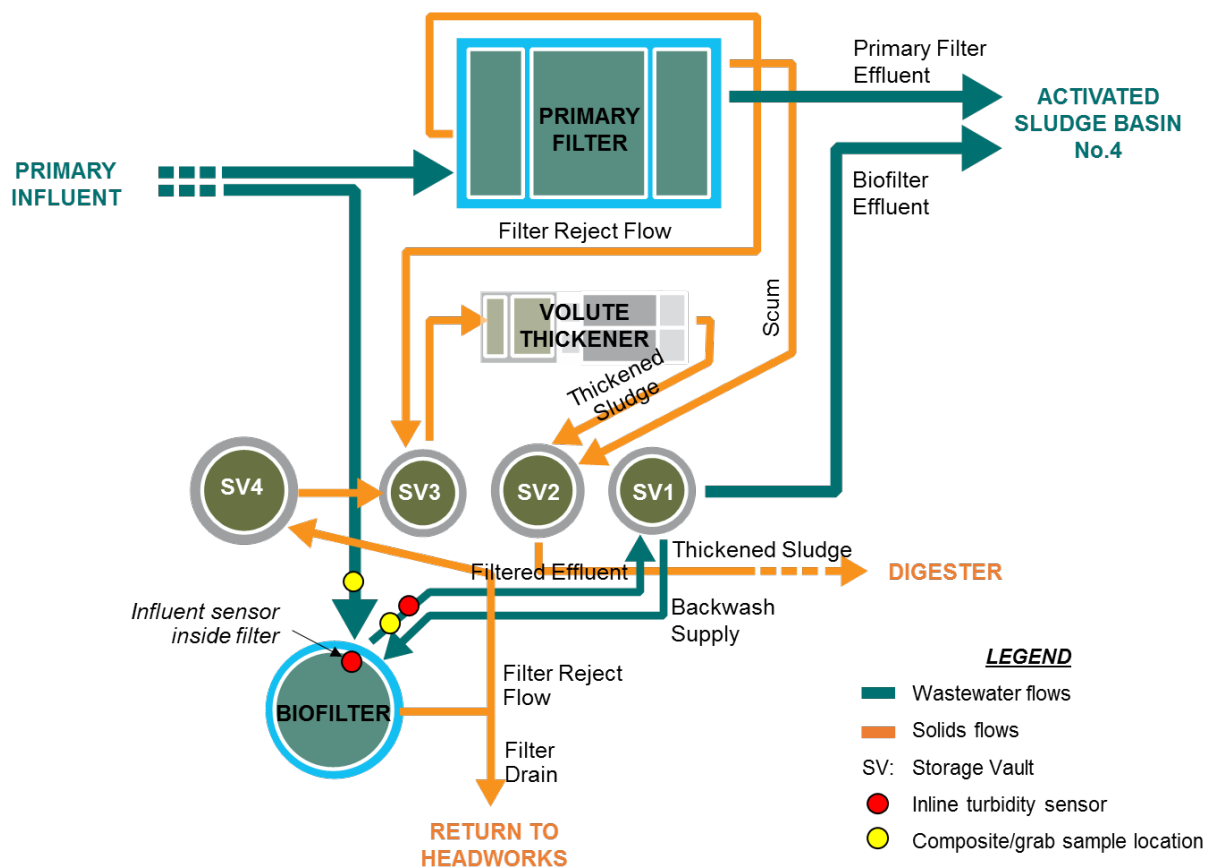 Primary Filter
Effluent
ACTIVATED
SLUDGE BASIN
No.4
PRIMARY
FILTER
PRIMARY
INFLUENT
Biofilter
Effluent
Filter Reject Flow
Scum
VOLUTE
THICKENER
Thickened
Sludge
SV4
SV3
SV2
SV1
Thickened Sludge
DIGESTER
Filtered Effluent
Backwash
Supply
Influent sensor
inside filter
BIOFILTER
Filter Reject
Flow
Filter
Drain
RETURN TO
HEADWORKS
LEGEND
Wastewater flows
Solids flows
SV: Storage Vault
Inline turbidity sensor
Composite/grab sample location